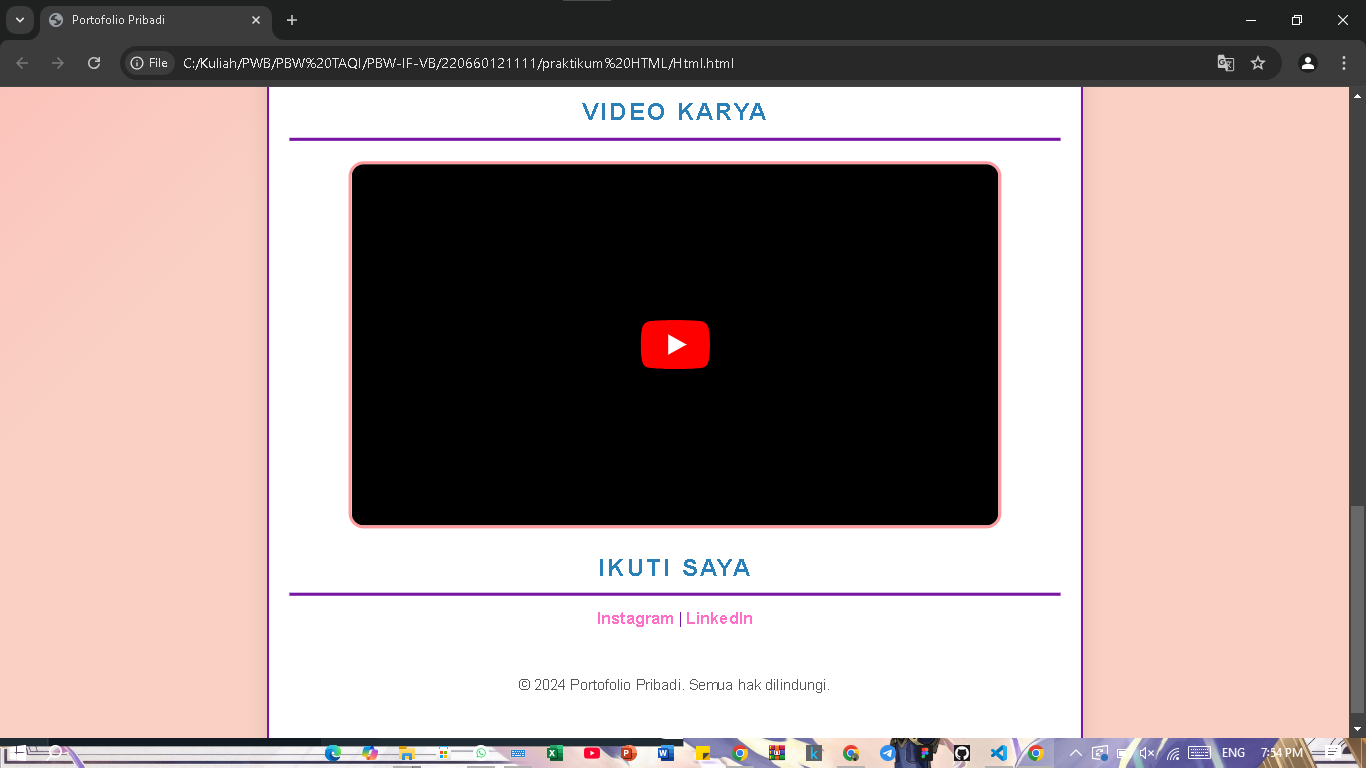 Portofolio Pribadi
File
C:/Kuliah/PWB/PBW%20TAQI/PBW-IF-VB/220660121111/praktikum%20HTML/Html.html
VIDEO KARYA
IKUTI SAYA
Instagram | LinkedIn
© 2024 Portofolio Pribadi. Semua hak dilindungi.
ENG
7:54 PM